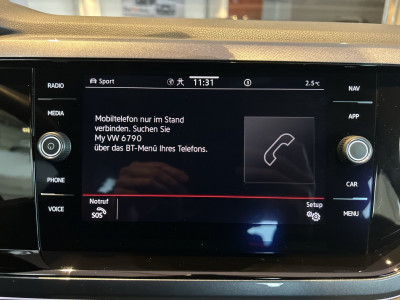 RADIO
MEDIA
PHONE
VOICE
Sport
11:31
2.5°C
Mobiltelefon nur im Stand
verbinden. Suchen Sie
My VW 6790
über das BT-Menü Ihres Telefons.
Notruf
SOS
Setup
NAV
APP
CAR
MENU